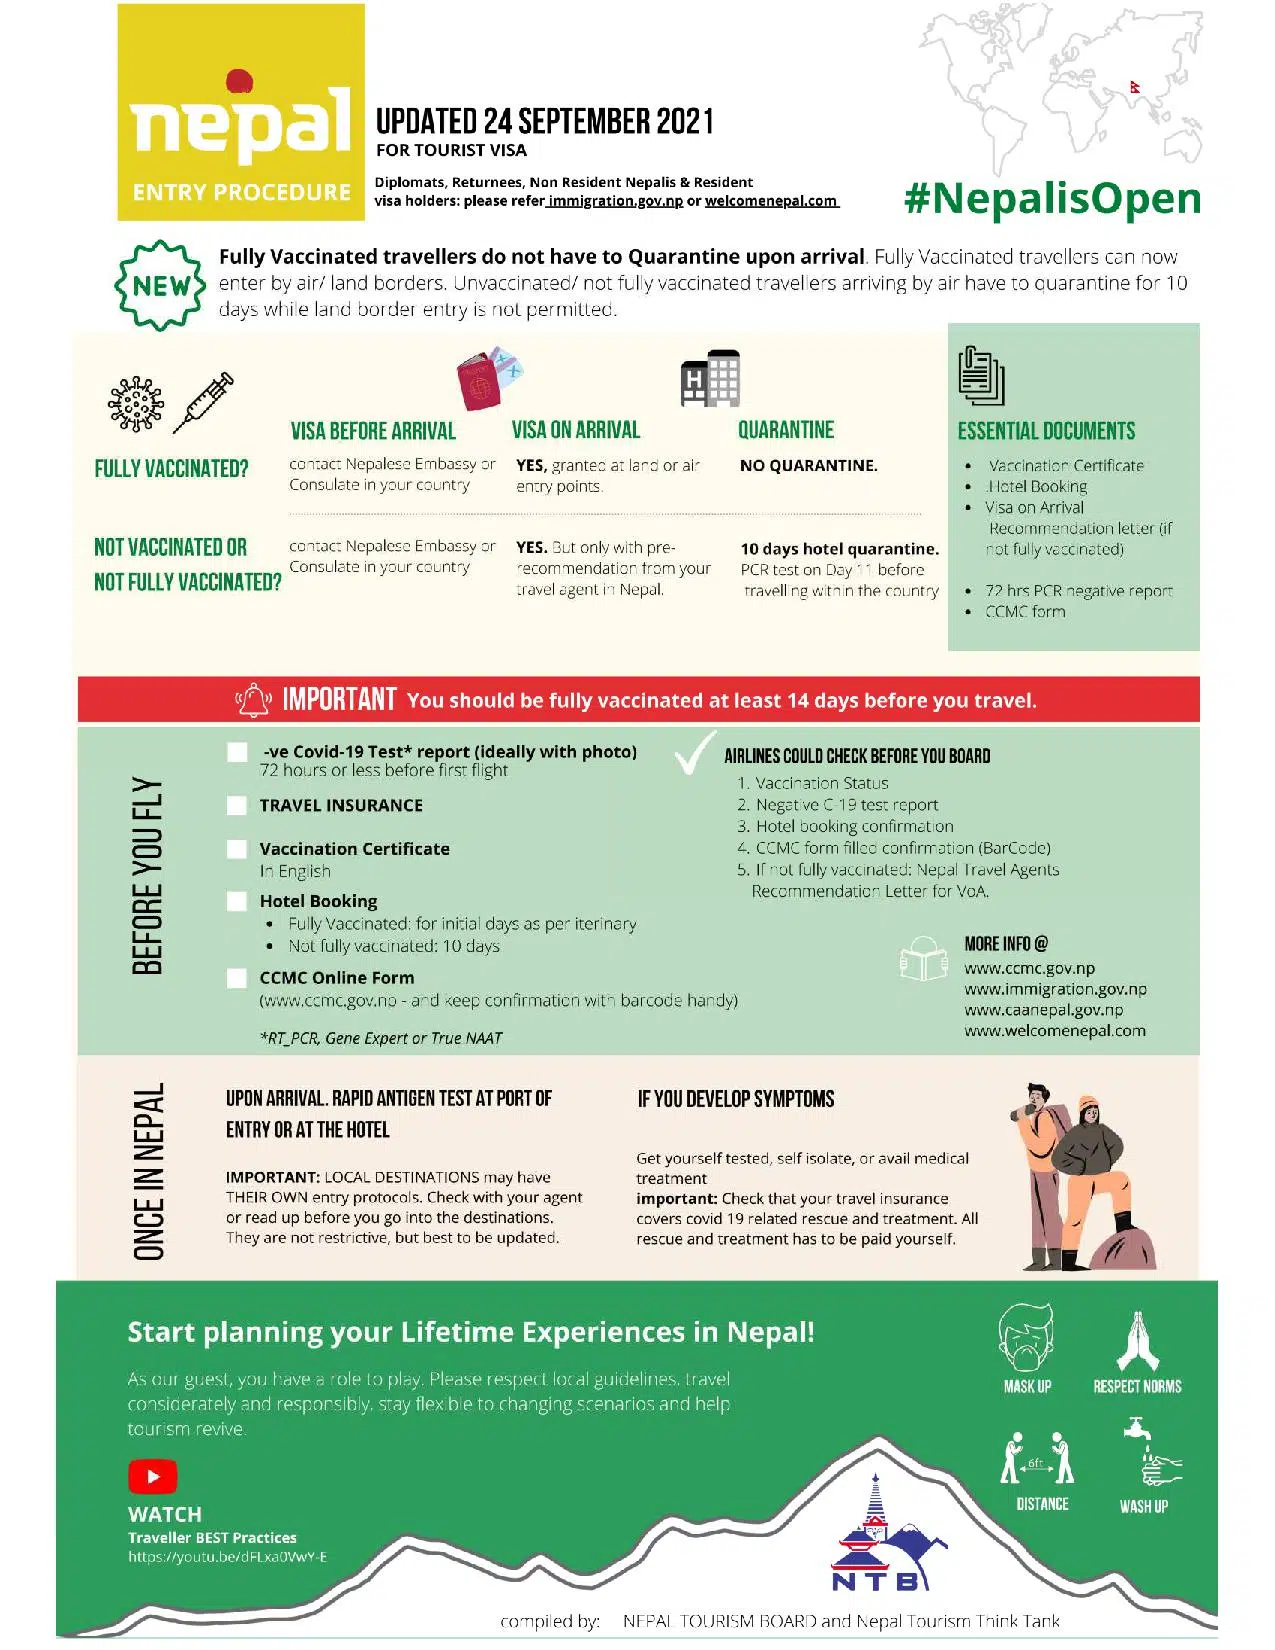 nepal
ENTRY PROCEDURE
UPDATED 24 SEPTEMBER 2021
FOR TOURIST VISA
Diplomats, Returnees, Non Resident Nepalis & Resident
visa holders: please refer immigration.gov.np or welcomenepal.com
#NepalisOpen
NEW
Fully Vaccinated travellers do not have to Quarantine upon arrival. Fully Vaccinated travellers can now
enter by air/ land borders. Unvaccinated/ not fully vaccinated travellers arriving by air have to quarantine for 10
days while land border entry is not permitted.
PASSPORT
H
VISA BEFORE ARRIVAL
VISA ON ARRIVAL
QUARANTINE
FULLY VACCINATED?
contact Nepalese Embassy or
Consulate in your country
YES, granted at land or air
entry points.
NO QUARANTINE.
NOT VACCINATED OR
NOT FULLY VACCINATED?
contact Nepalese Embassy or
Consulate in your country
YES. But only with pre-
recommendation from your
travel agent in Nepal.
10 days hotel quarantine.
PCR test on Day 11 before
travelling within the country
ESSENTIAL DOCUMENTS
• Vaccination Certificate
• .Hotel Booking
• Visa on Arrival
Recommendation letter (if
not fully vaccinated)
• 72 hrs PCR negative report
• CCMC form
IMPORTANT You should be fully vaccinated at least 14 days before you travel.
BEFORE YOU FLY
-ve Covid-19 Test* report (ideally with photo)
72 hours or less before first flight
TRAVEL INSURANCE
Vaccination Certificate
In English
Hotel Booking
• Fully Vaccinated: for initial days as per iterinary
• Not fully vaccinated: 10 days
CCMC Online Form
(www.ccmc.gov.np - and keep confirmation with barcode handy)
*RT_PCR, Gene Expert or True NAAT
AIRLINES COULD CHECK BEFORE YOU BOARD
1. Vaccination Status
2. Negative C-19 test report
3. Hotel booking confirmation
4. CCMC form filled confirmation (BarCode)
5. If not fully vaccinated: Nepal Travel Agents
Recommendation Letter for VoA.
MORE INFO @
www.ccmc.gov.np
www.immigration.gov.np
www.caanepal.gov.np
www.welcomenepal.com
ONCE IN NEPAL
UPON ARRIVAL. RAPID ANTIGEN TEST AT PORT OF
ENTRY OR AT THE HOTEL
IMPORTANT: LOCAL DESTINATIONS may have
THEIR OWN entry protocols. Check with your agent
or read up before you go into the destinations.
They are not restrictive, but best to be updated.
IF YOU DEVELOP SYMPTOMS
Get yourself tested, self isolate, or avail medical
treatment
important: Check that your travel insurance
covers covid 19 related rescue and treatment. All
rescue and treatment has to be paid yourself.
Start planning your Lifetime Experiences in Nepal!
As our guest, you have a role to play. Please respect local guidelines, travel
considerately and responsibly, stay flexible to changing scenarios and help
tourism revive.
WATCH
Traveller BEST Practices
https://youtu.be/dFLxa0VwY-E
MASK UP
RESPECT NORMS
6ft
DISTANCE
WASH UP
NTB
compiled by: NEPAL TOURISM BOARD and Nepal Tourism Think Tank